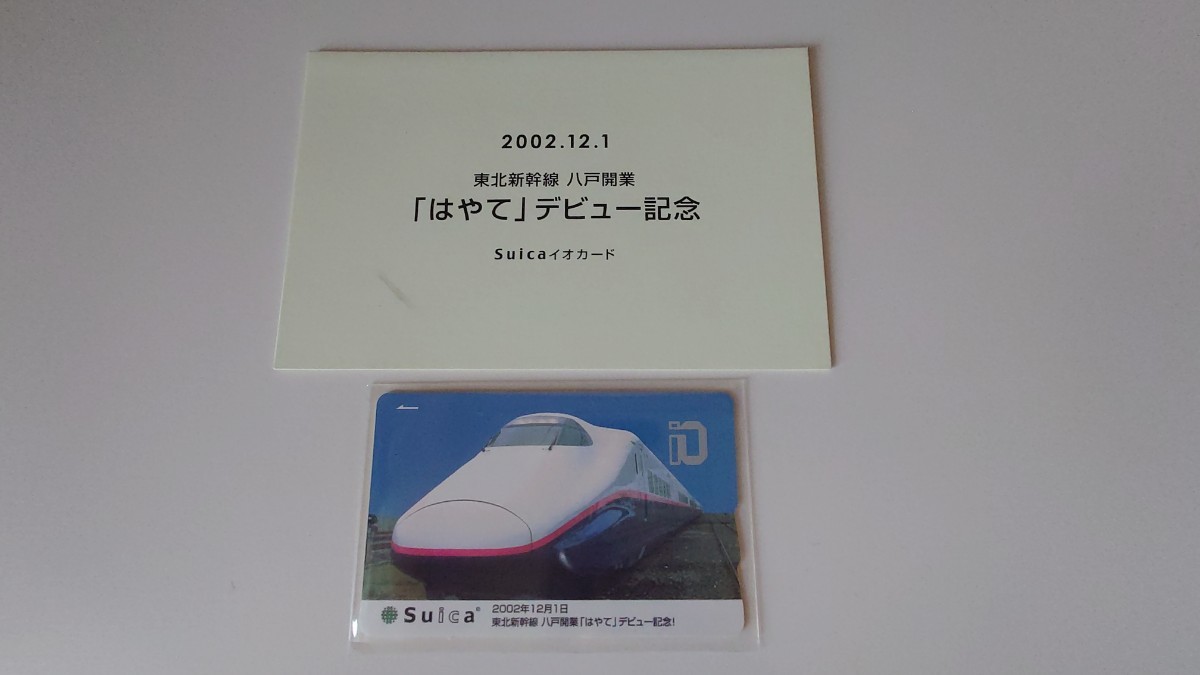 2002.12.1
東北新幹線 八戸開業
「はやて」デビュー記念
Suicaイオカード
iO
Suica®
2002年12月1日
東北新幹線 八戸開業「はやて」デビュー記念!